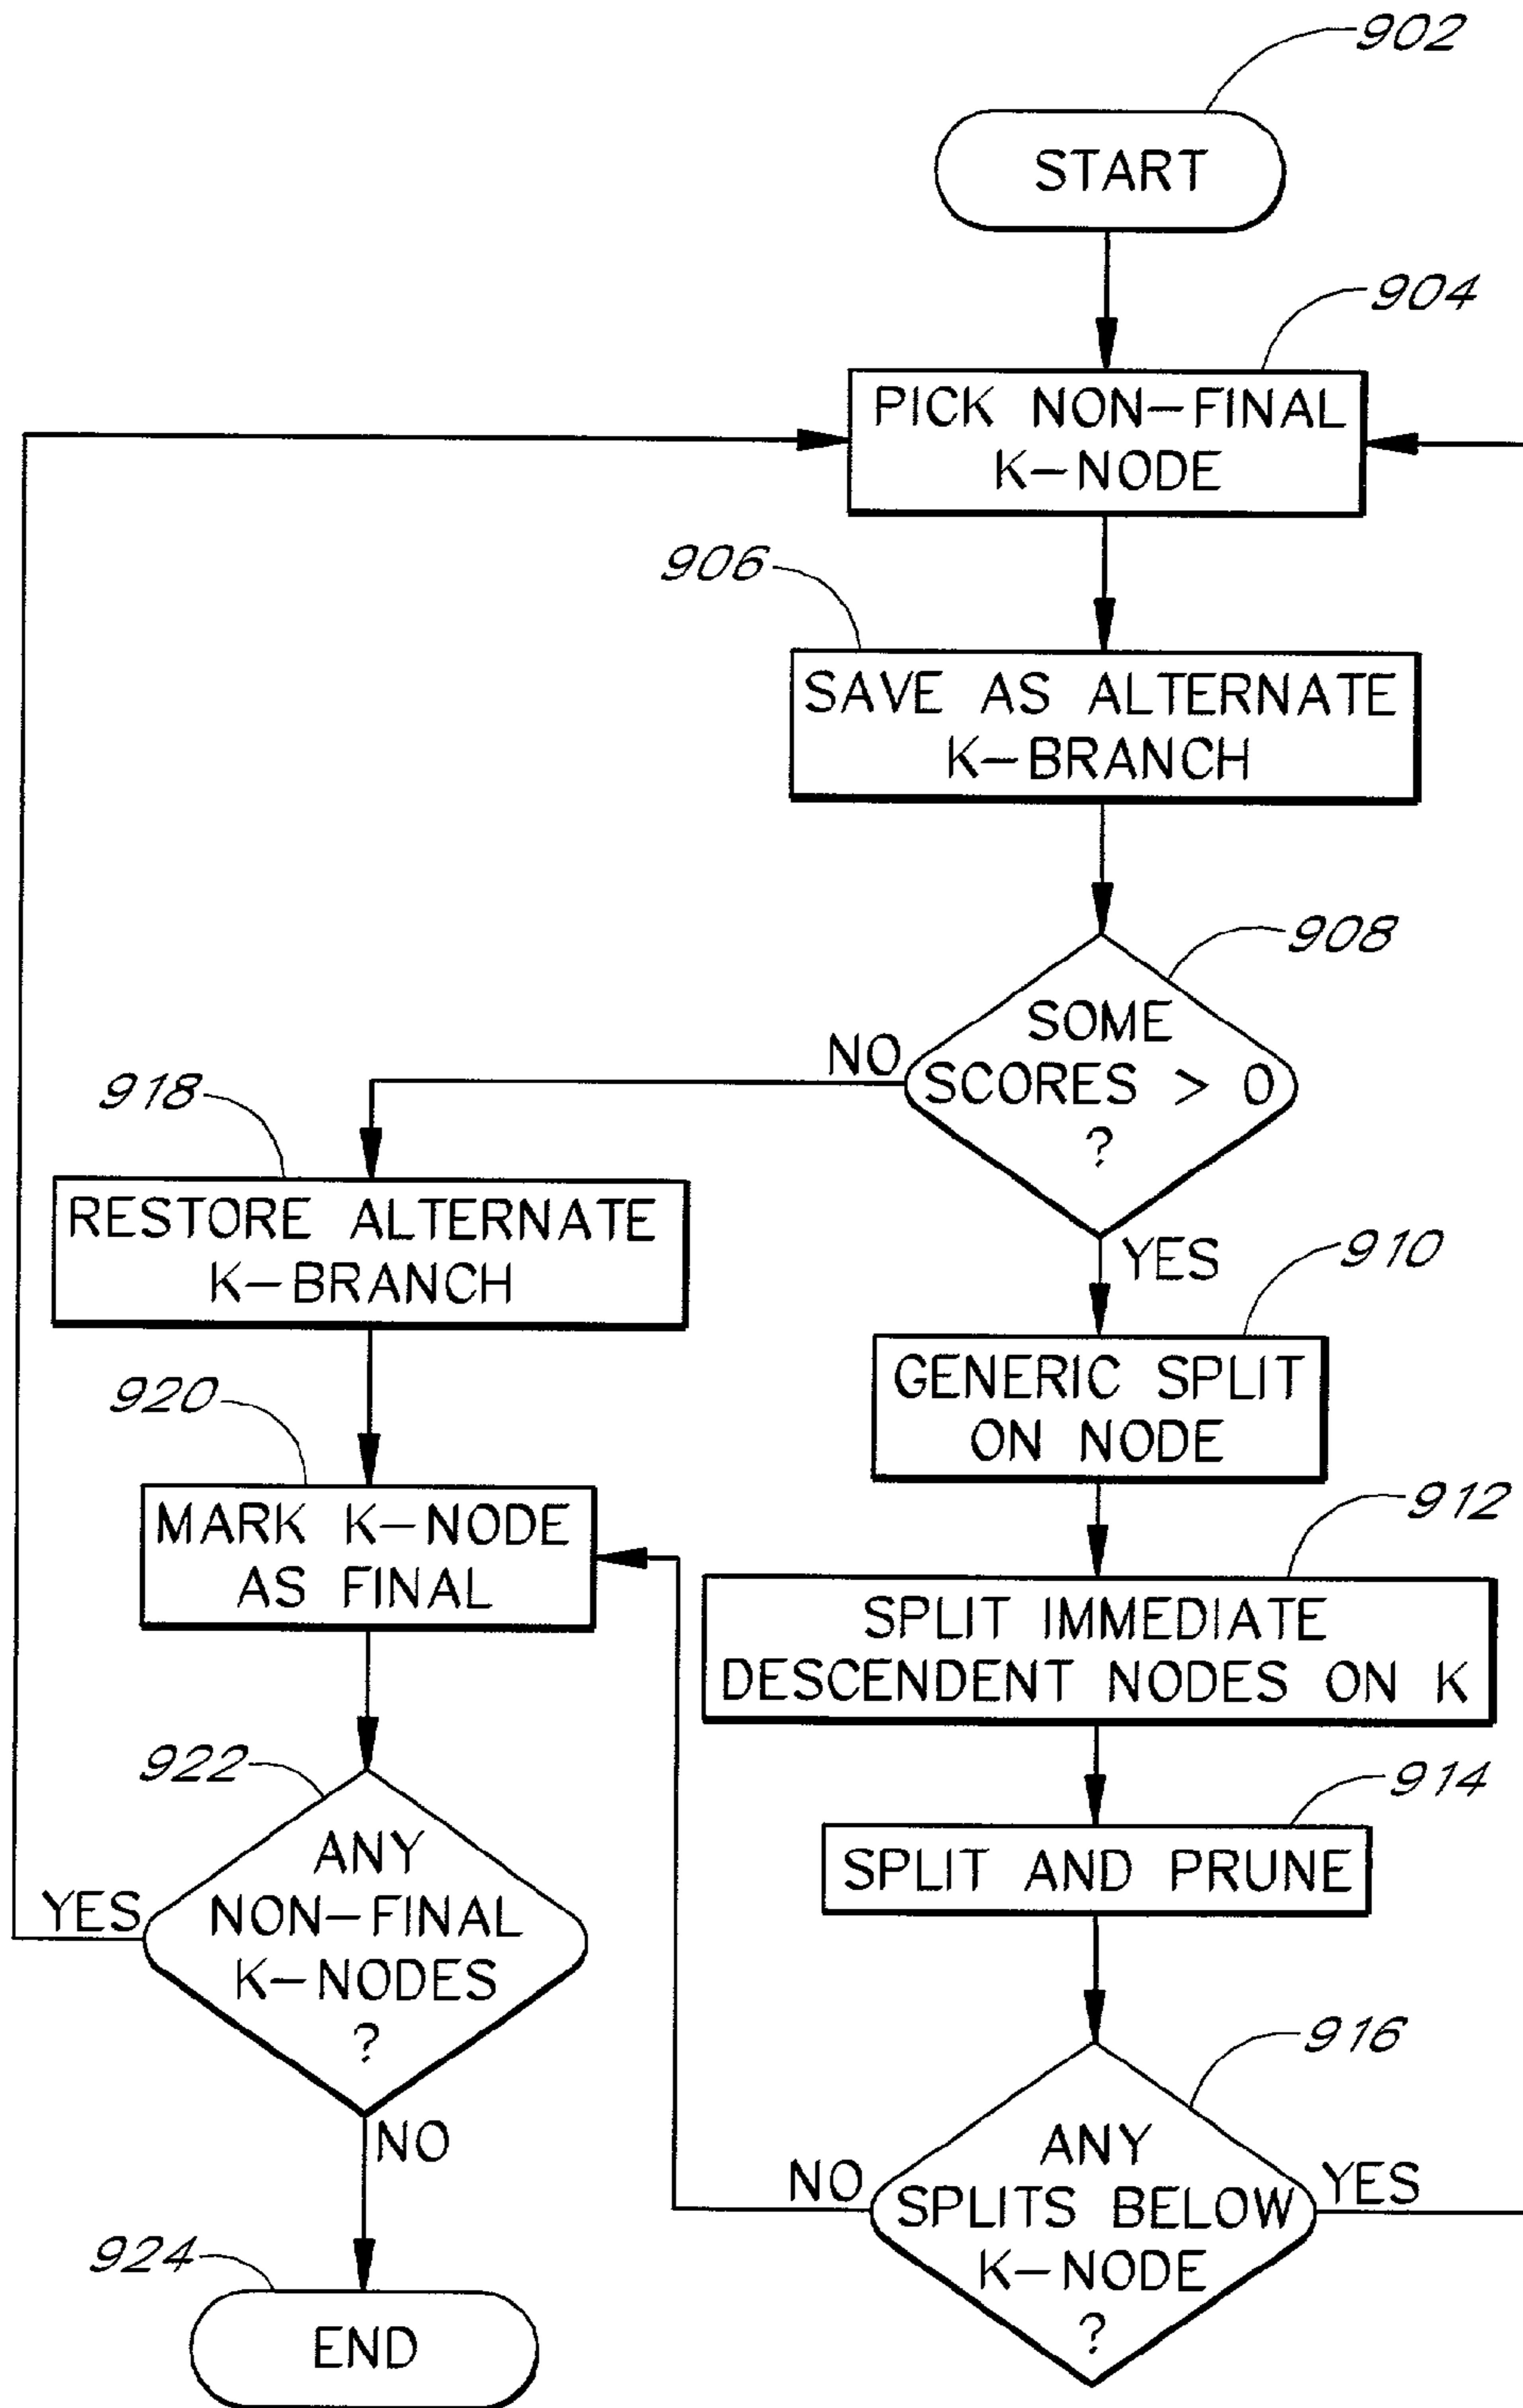 902
START
904
PICK NON-FINAL
K-NODE
906
SAVE AS ALTERNATE
K-BRANCH
908
SOME
SCORES > 0
?
NO
YES
918
RESTORE ALTERNATE
K-BRANCH
910
GENERIC SPLIT
ON NODE
920
MARK K-NODE
AS FINAL
912
SPLIT IMMEDIATE
DESCENDENT NODES ON K
914
SPLIT AND PRUNE
922
ANY
NON-FINAL
K-NODES
?
YES
NO
916
ANY
SPLITS BELOW
K-NODE
?
NO
YES
924
END